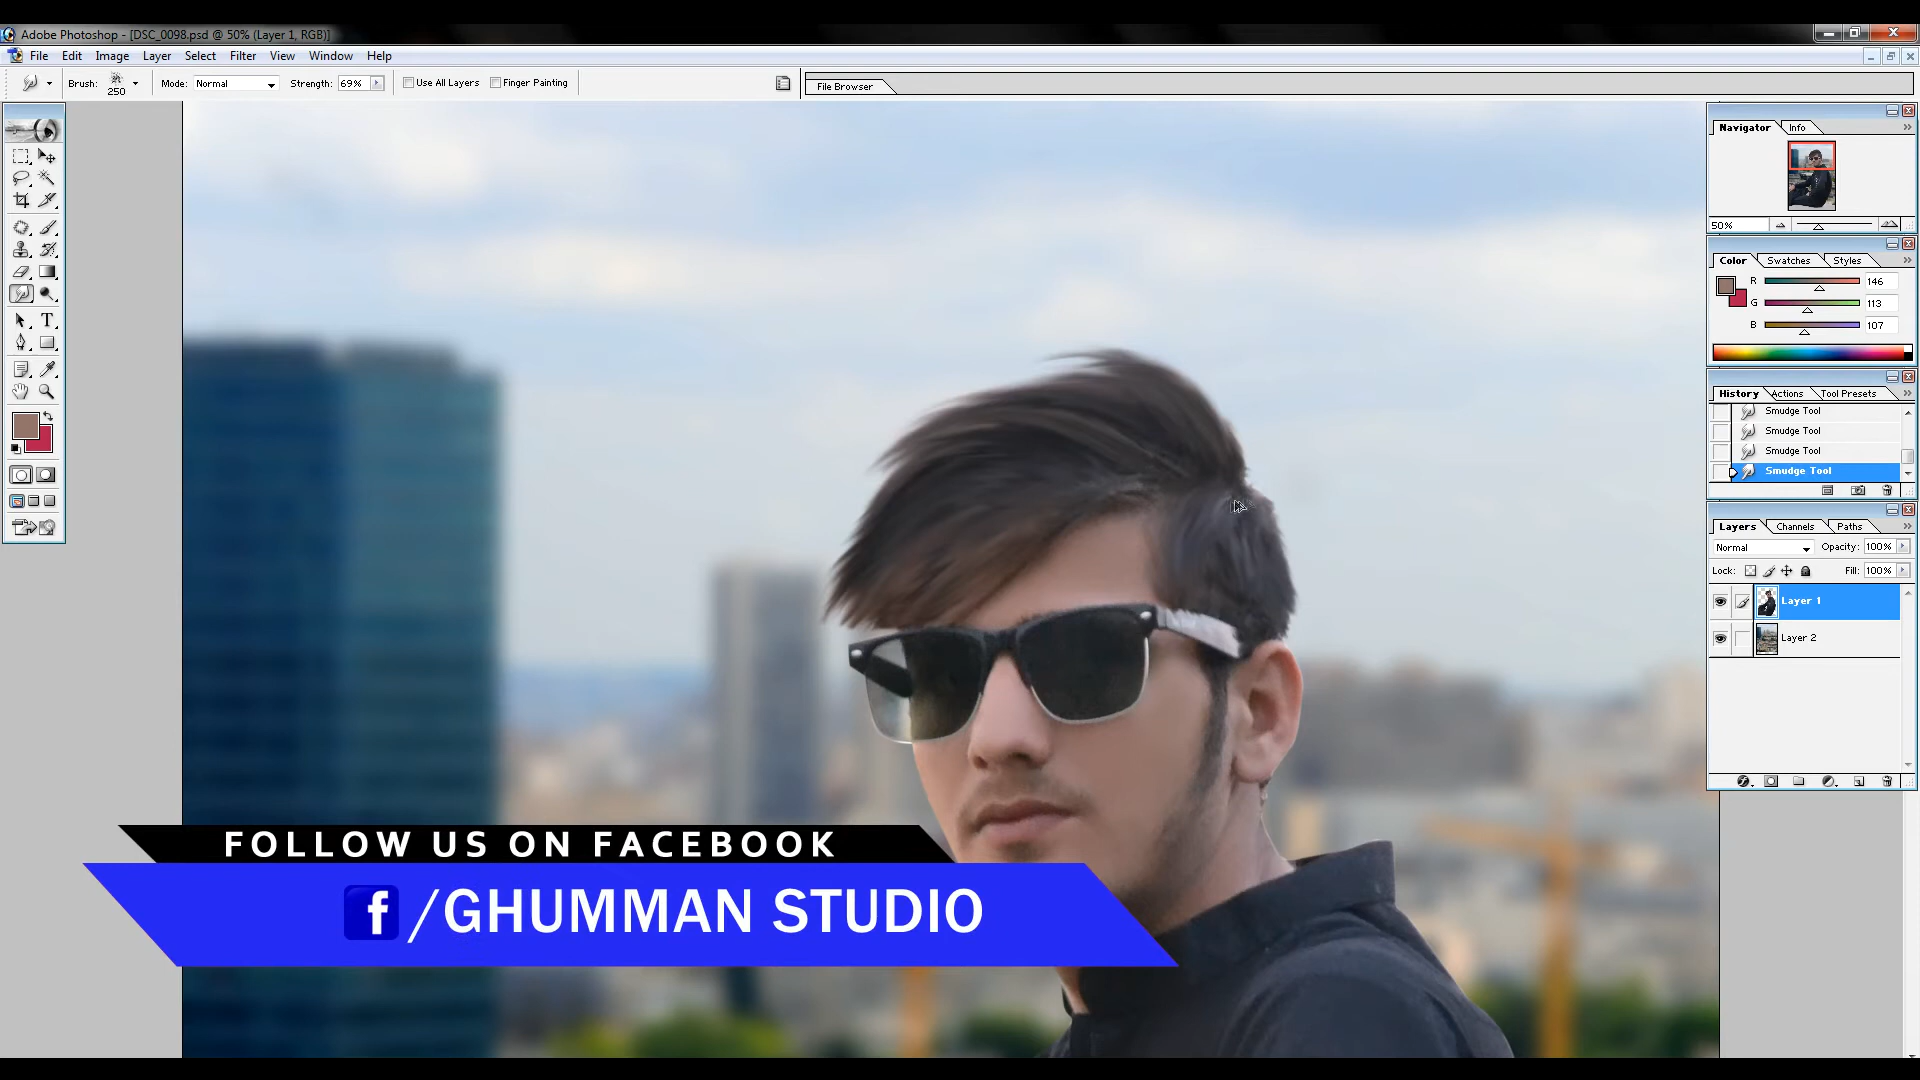 Adobe Photoshop - [DSC_0098.psd @ 50% (Layer 1, RGB)]
File Edit Image Layer Select Filter View Window Help
Brush: 250 Mode: Normal Strength: 69% Use All Layers Finger Painting File Browser
Navigator Info
50%
Color Swatches Styles
R 146
G 113
B 107
History Actions Tool Presets
Smudge Tool
Smudge Tool
Smudge Tool
Smudge Tool
Layers Channels Paths
Normal Opacity: 100%
Lock: Fill: 100%
Layer 1
Layer 2
T
FOLLOW US ON FACEBOOK
f /GHUMMAN STUDIO